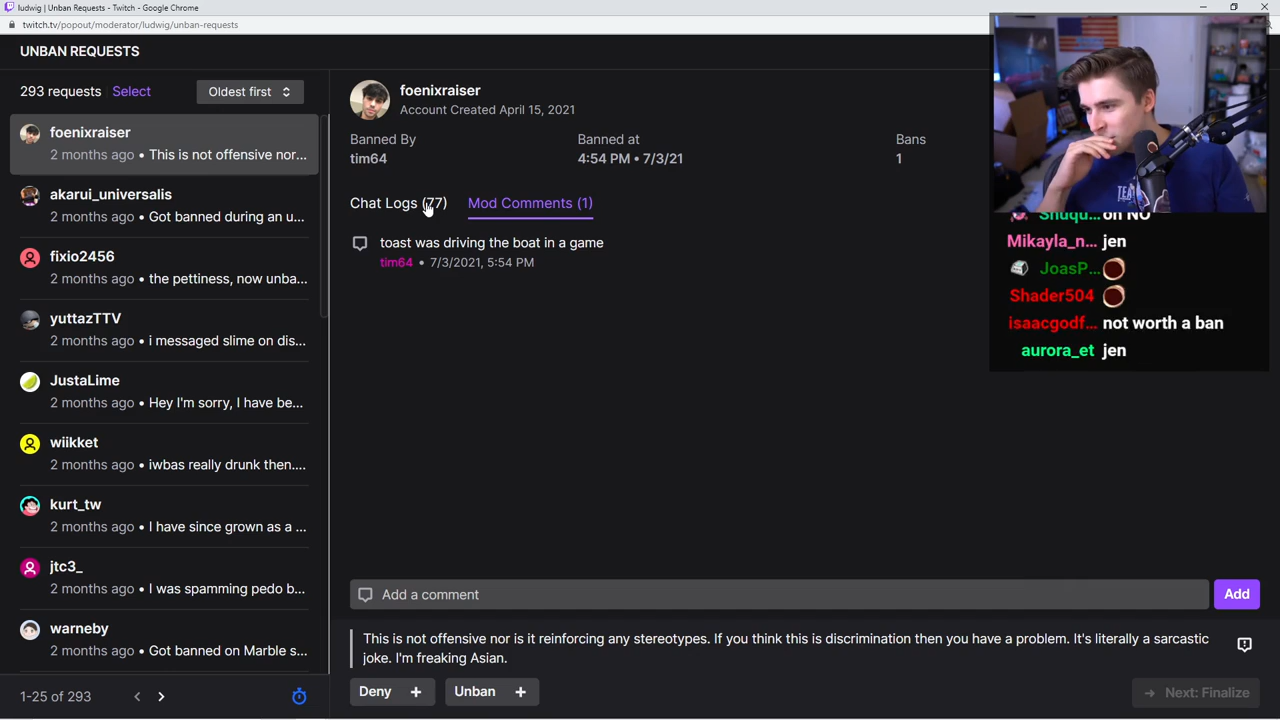 ludwig | Unban Requests - Twitch - Google Chrome
twitch.tv/popout/moderator/ludwig/unban-requests
UNBAN REQUESTS
293 requests Select Oldest first
foenixraiser
2 months ago • This is not offensive nor...
akarui_universalis
2 months ago • Got banned during an u...
fixio2456
2 months ago • the pettiness, now unba...
yuttazTTV
2 months ago • i messaged slime on dis...
JustaLime
2 months ago • Hey I'm sorry, I have be...
wiikket
2 months ago • iwbas really drunk then....
kurt_tw
2 months ago • I have since grown as a ...
jtc3_
2 months ago • I was spamming pedo b...
warneby
2 months ago • Got banned on Marble s...
1-25 of 293
foenixraiser
Account Created April 15, 2021
Banned By Banned at Bans
tim64 4:54 PM • 7/3/21 1
Chat Logs (77) Mod Comments (1)
toast was driving the boat in a game
tim64 • 7/3/2021, 5:54 PM
Add a comment Add
This is not offensive nor is it reinforcing any stereotypes. If you think this is discrimination then you have a problem. It's literally a sarcastic
joke. I'm freaking Asian.
Deny + Unban + Next: Finalize
TEA
Shuqu... oh NO
Mikayla_n... jen
JoasP...
Shader504
isaacgodf... not worth a ban
aurora_et jen